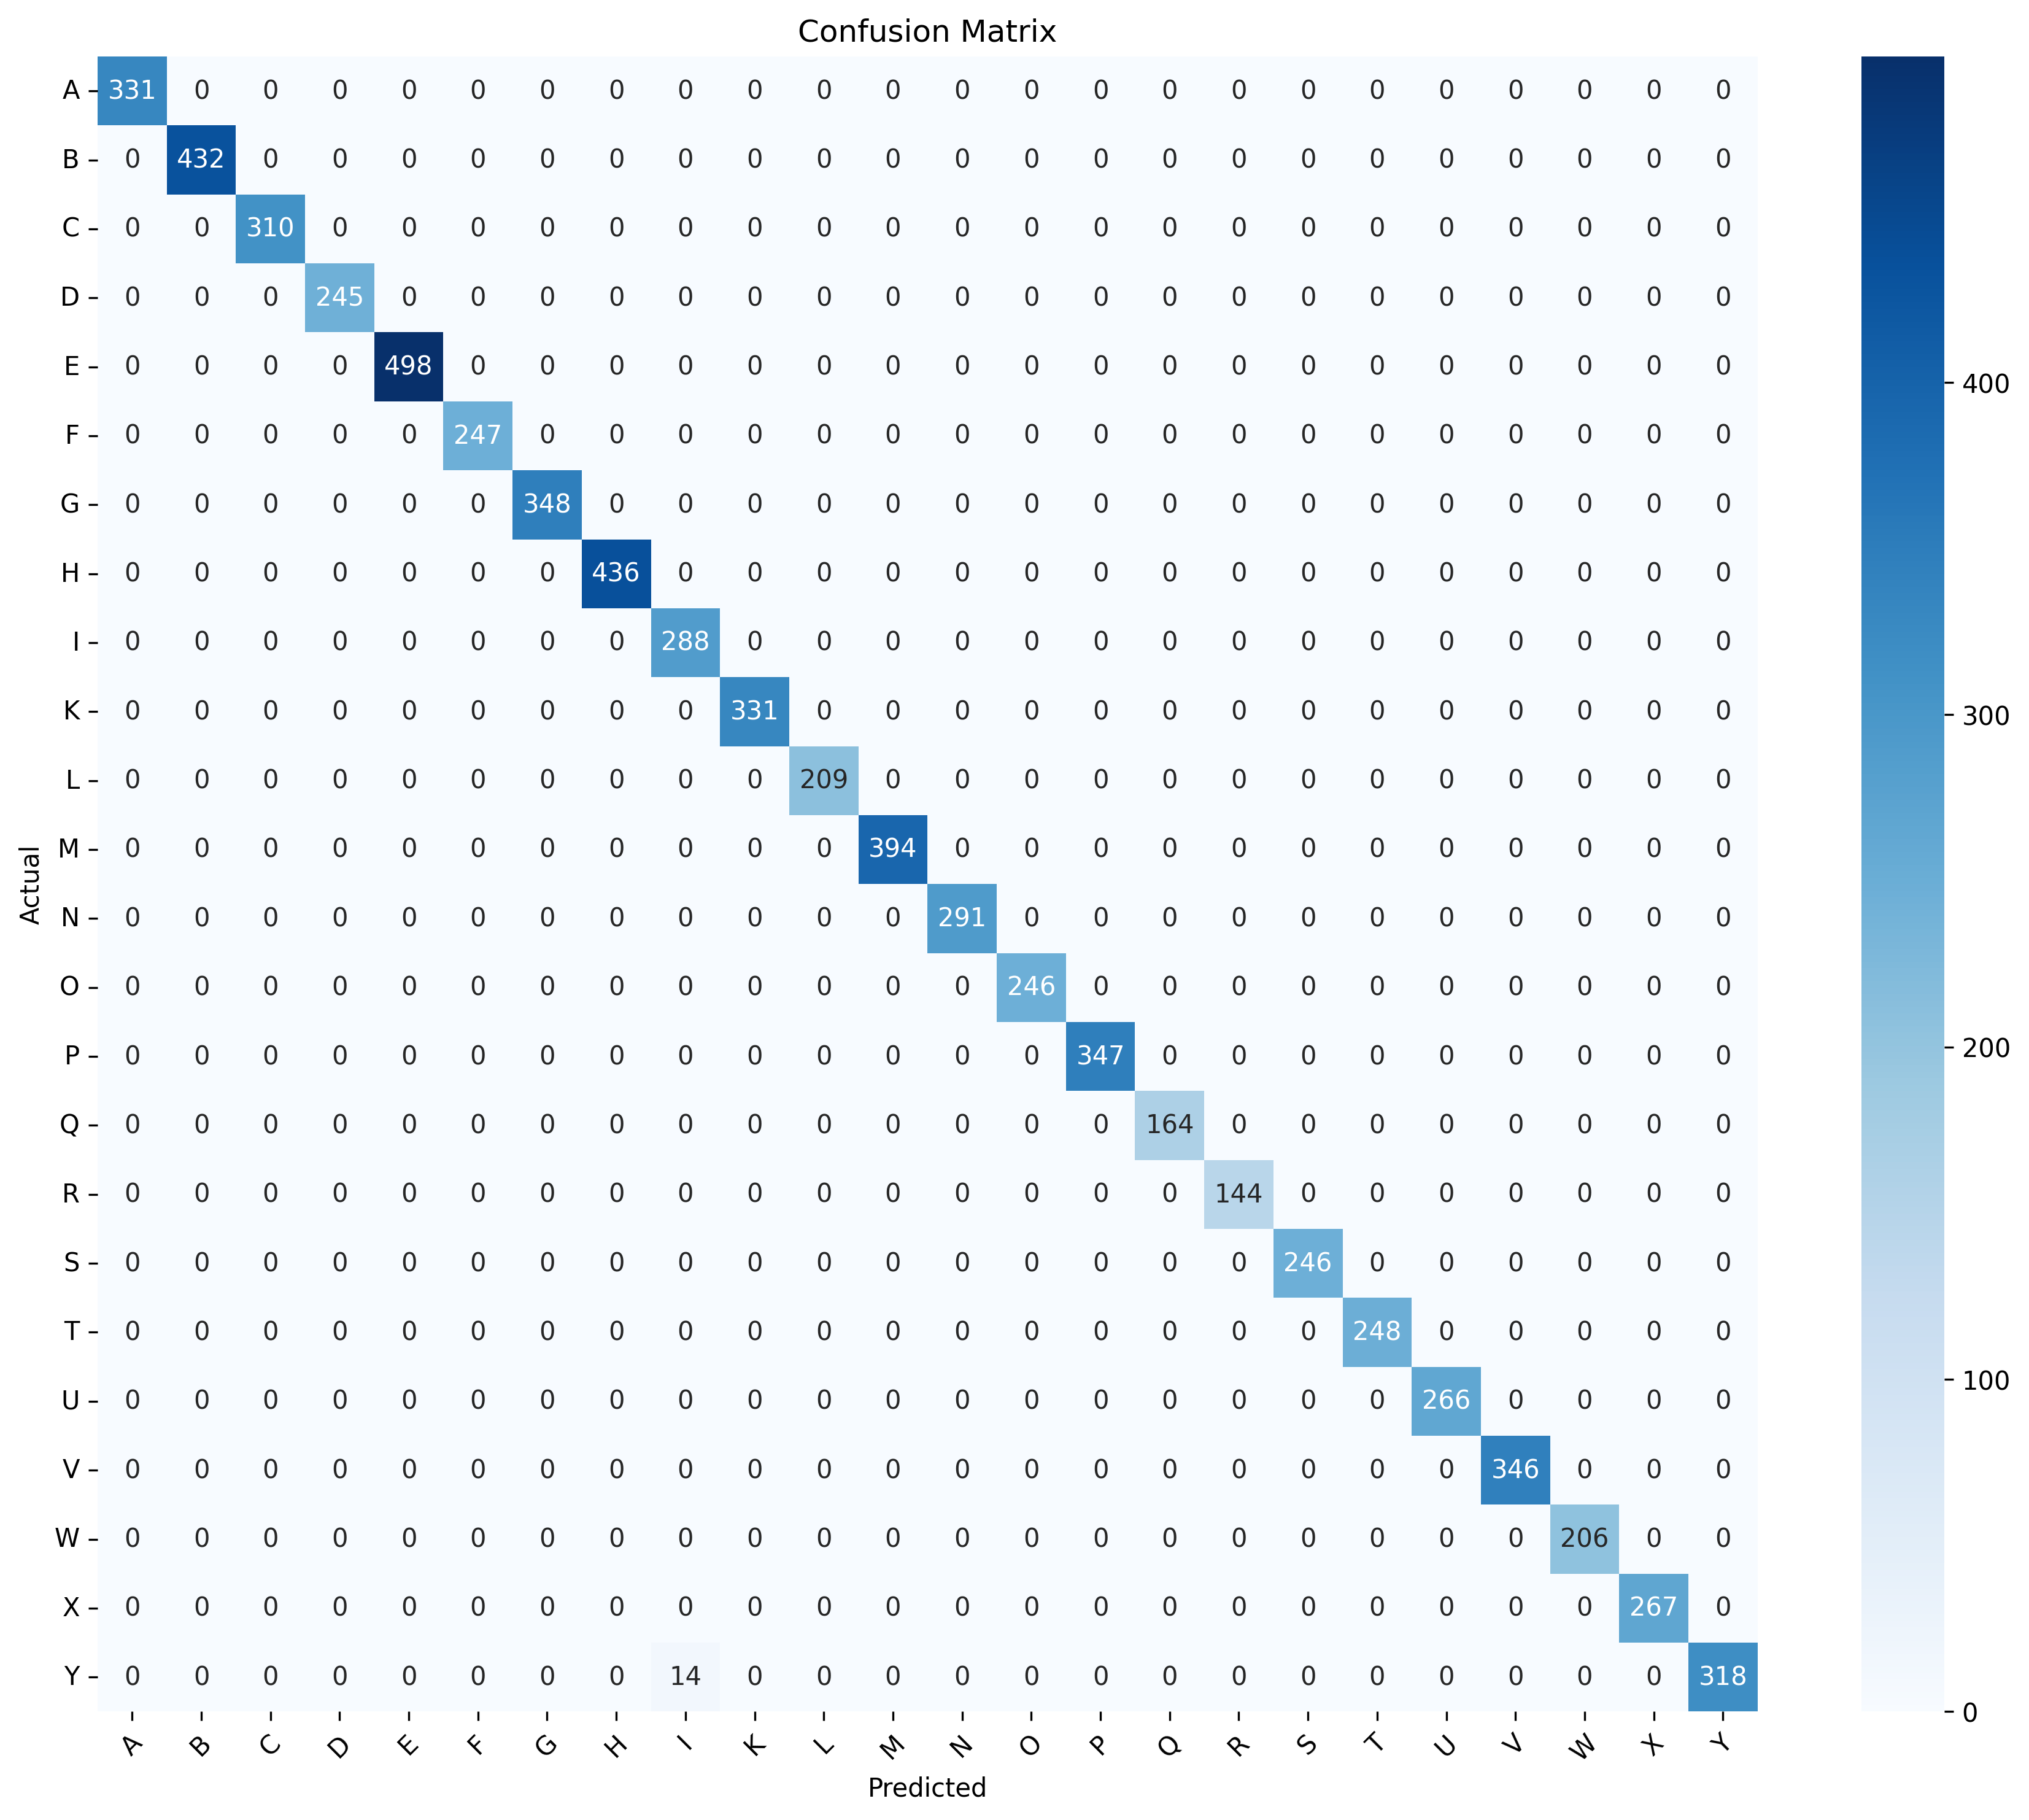 Confusion Matrix
A 331 0 0 0 0 0 0 0 0 0 0 0 0 0 0 0 0 0 0 0 0 0 0 0
B 0 432 0 0 0 0 0 0 0 0 0 0 0 0 0 0 0 0 0 0 0 0 0 0
C 0 0 310 0 0 0 0 0 0 0 0 0 0 0 0 0 0 0 0 0 0 0 0 0
D 0 0 0 245 0 0 0 0 0 0 0 0 0 0 0 0 0 0 0 0 0 0 0 0
E 0 0 0 0 498 0 0 0 0 0 0 0 0 0 0 0 0 0 0 0 0 0 0 0
400
F 0 0 0 0 0 247 0 0 0 0 0 0 0 0 0 0 0 0 0 0 0 0 0 0
G 0 0 0 0 0 0 348 0 0 0 0 0 0 0 0 0 0 0 0 0 0 0 0 0
H 0 0 0 0 0 0 0 436 0 0 0 0 0 0 0 0 0 0 0 0 0 0 0 0
I 0 0 0 0 0 0 0 0 288 0 0 0 0 0 0 0 0 0 0 0 0 0 0 0
K 0 0 0 0 0 0 0 0 0 331 0 0 0 0 0 0 0 0 0 0 0 0 0 0
300
L 0 0 0 0 0 0 0 0 0 0 209 0 0 0 0 0 0 0 0 0 0 0 0 0
M 0 0 0 0 0 0 0 0 0 0 0 394 0 0 0 0 0 0 0 0 0 0 0 0
Actual
N 0 0 0 0 0 0 0 0 0 0 0 0 291 0 0 0 0 0 0 0 0 0 0 0
O 0 0 0 0 0 0 0 0 0 0 0 0 0 246 0 0 0 0 0 0 0 0 0 0
P 0 0 0 0 0 0 0 0 0 0 0 0 0 0 347 0 0 0 0 0 0 0 0 0
200
Q 0 0 0 0 0 0 0 0 0 0 0 0 0 0 0 164 0 0 0 0 0 0 0 0
R 0 0 0 0 0 0 0 0 0 0 0 0 0 0 0 0 144 0 0 0 0 0 0 0
S 0 0 0 0 0 0 0 0 0 0 0 0 0 0 0 0 0 246 0 0 0 0 0 0
T 0 0 0 0 0 0 0 0 0 0 0 0 0 0 0 0 0 0 248 0 0 0 0 0
100
U 0 0 0 0 0 0 0 0 0 0 0 0 0 0 0 0 0 0 0 266 0 0 0 0
V 0 0 0 0 0 0 0 0 0 0 0 0 0 0 0 0 0 0 0 0 346 0 0 0
W 0 0 0 0 0 0 0 0 0 0 0 0 0 0 0 0 0 0 0 0 0 206 0 0
X 0 0 0 0 0 0 0 0 0 0 0 0 0 0 0 0 0 0 0 0 0 0 267 0
Y 0 0 0 0 0 0 0 0 14 0 0 0 0 0 0 0 0 0 0 0 0 0 0 318
0
A B C D E F G H I K L M N O P Q R S T U V W X Y
Predicted